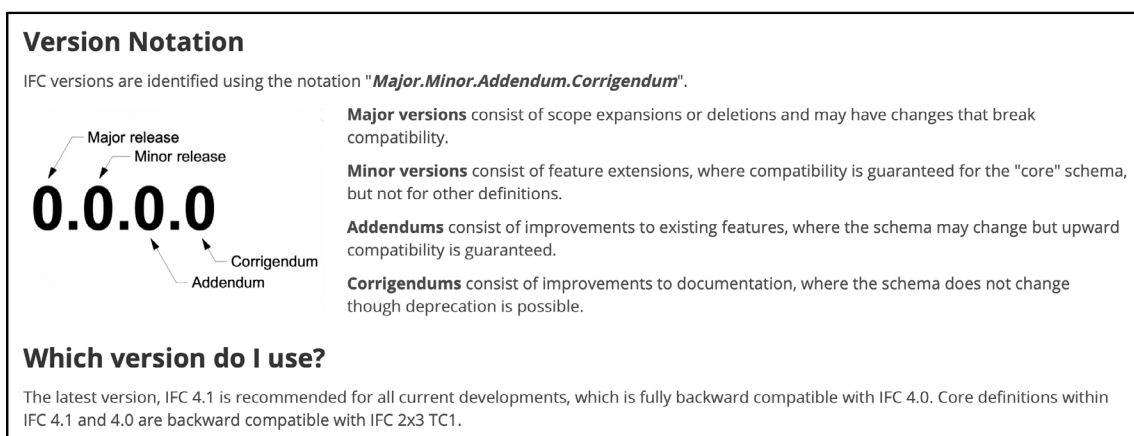 Version Notation
IFC versions are identified using the notation "Major.Minor.Addendum.Corrigendum".
Major release
Minor release
0.0.0.0
Corrigendum
Addendum
Major versions consist of scope expansions or deletions and may have changes that break
compatibility.
Minor versions consist of feature extensions, where compatibility is guaranteed for the "core" schema,
but not for other definitions.
Addendums consist of improvements to existing features, where the schema may change but upward
compatibility is guaranteed.
Corrigendums consist of improvements to documentation, where the schema does not change
though deprecation is possible.
Which version do I use?
The latest version, IFC 4.1 is recommended for all current developments, which is fully backward compatible with IFC 4.0. Core definitions within
IFC 4.1 and 4.0 are backward compatible with IFC 2x3 TC1.